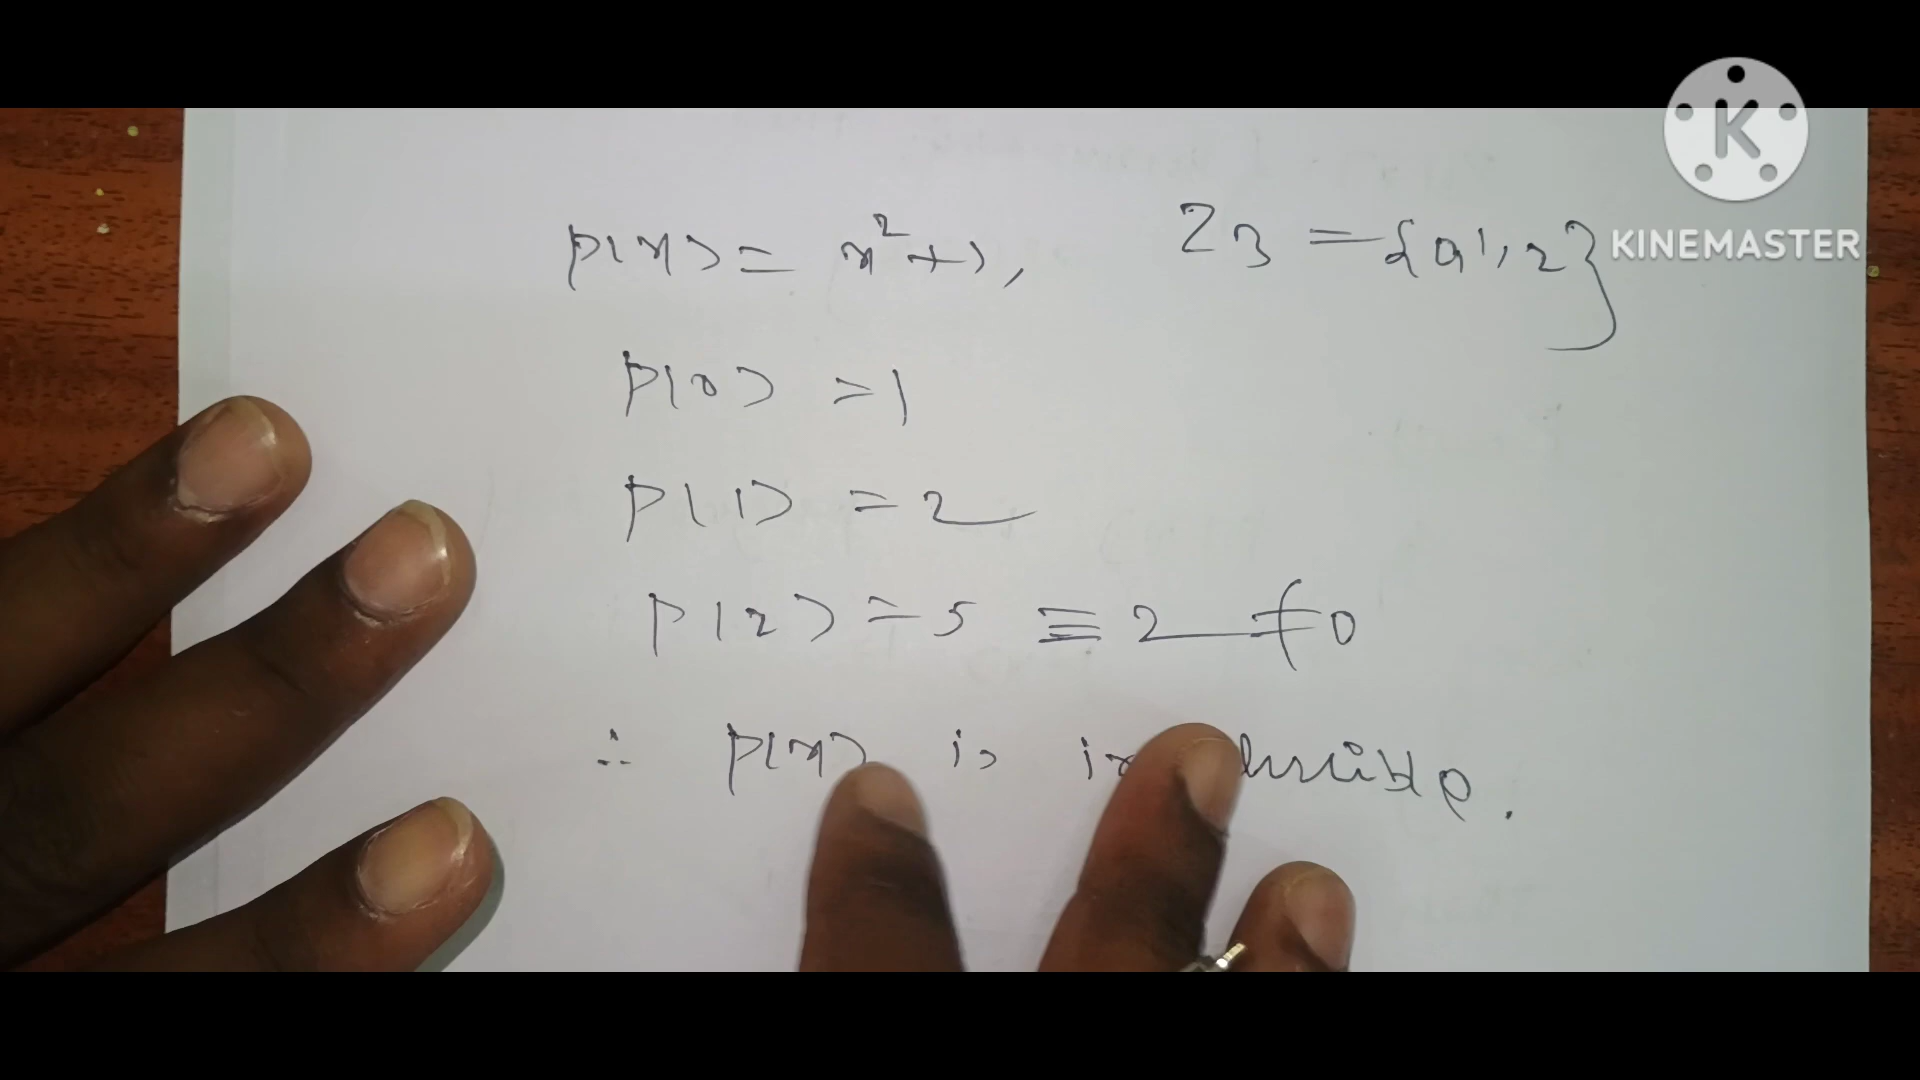 p(x) = x²+1, Z3 = {0,1,2}
KINEMASTER
p(0) = 1
p(1) = 2
p(2) = 5 ≡ 2 ≠ 0
∴ p(x) is